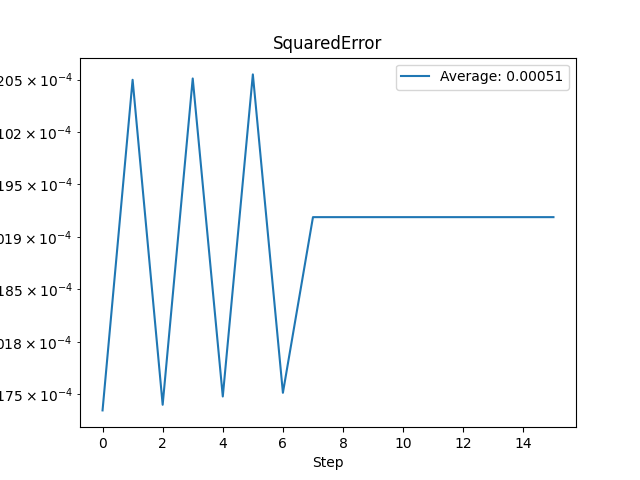 SquaredError
Average: 0.00051
205 × 10⁻⁴
102 × 10⁻⁴
195 × 10⁻⁴
019 × 10⁻⁴
185 × 10⁻⁴
018 × 10⁻⁴
175 × 10⁻⁴
0 2 4 6 8 10 12 14
Step